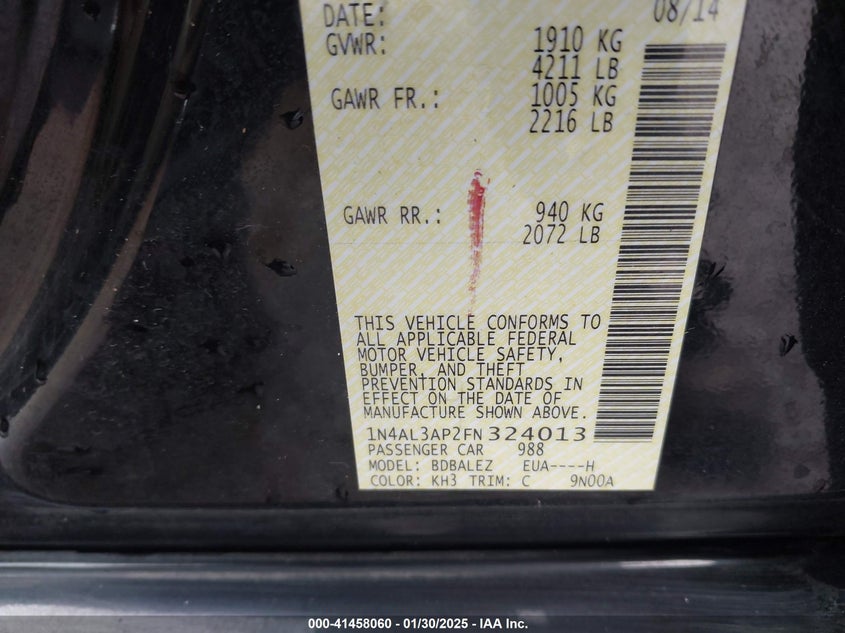 DATE: 08/14
GVWR: 1910 KG
4211 LB
GAWR FR.: 1005 KG
2216 LB
GAWR RR.: 940 KG
2072 LB
THIS VEHICLE CONFORMS TO
ALL APPLICABLE FEDERAL
MOTOR VEHICLE SAFETY,
BUMPER, AND THEFT
PREVENTION STANDARDS IN
EFFECT ON THE DATE OF
MANUFACTURE SHOWN ABOVE.
1N4AL3AP2FN324013
PASSENGER CAR 988
MODEL: BDBALEZ EUA----H
COLOR: KH3 TRIM: C 9N00A
000-41458060 - 01/30/2025 - IAA Inc.